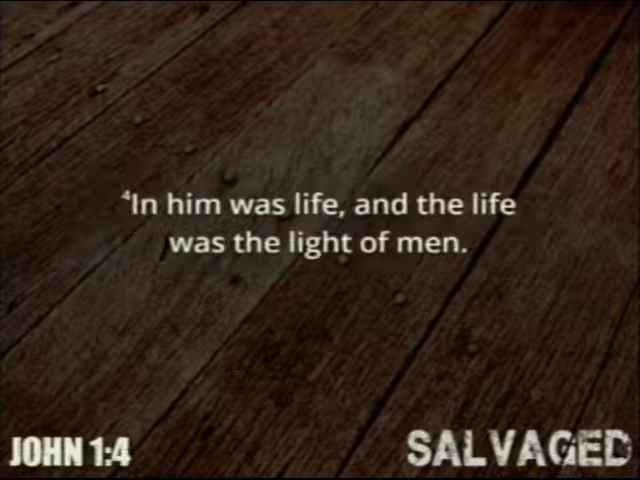 ⁴In him was life, and the life
was the light of men.
JOHN 1:4
SALVAGED